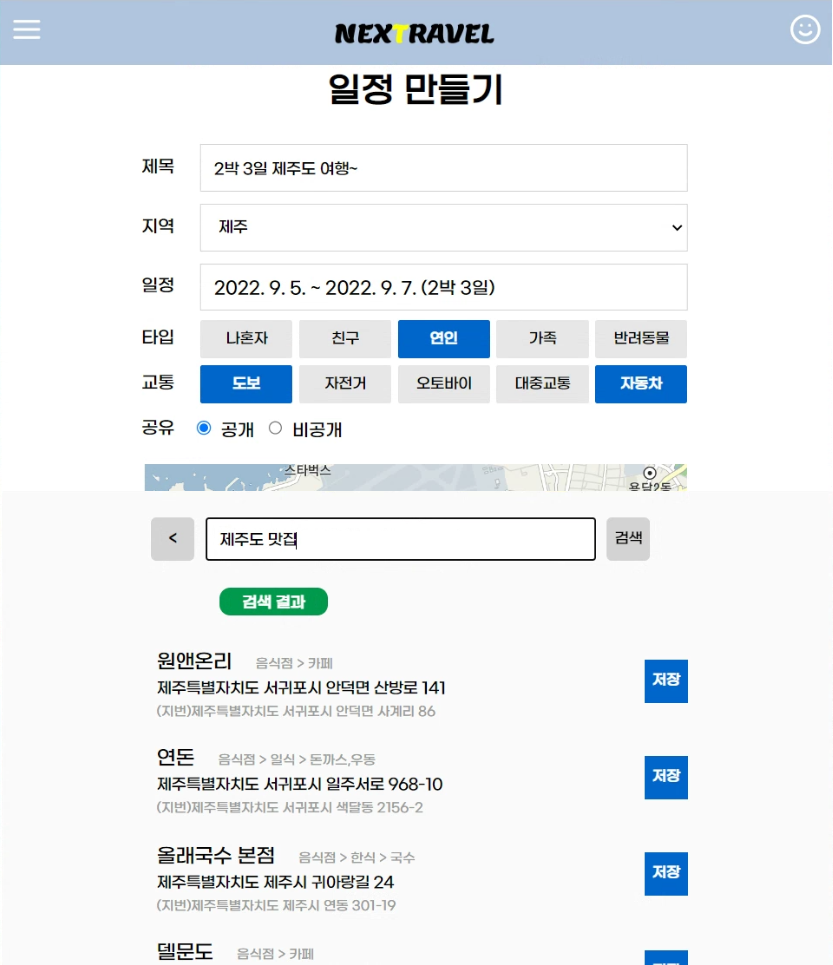 NEXTRAVEL
일정 만들기
제목 2박 3일 제주도 여행~
지역 제주
일정 2022. 9. 5. ~ 2022. 9. 7. (2박 3일)
타입 나혼자 친구 연인 가족 반려동물
교통 도보 자전거 오토바이 대중교통 자동차
공유 공개 비공개
스타벅스
용담2동
< 제주도 맛집 검색
검색 결과
원앤온리 음식점 > 카페
제주특별자치도 서귀포시 안덕면 산방로 141
(지번)제주특별자치도 서귀포시 안덕면 사계리 86
저장
연돈 음식점 > 일식 > 돈까스,우동
제주특별자치도 서귀포시 일주서로 968-10
(지번)제주특별자치도 서귀포시 색달동 2156-2
저장
올래국수 본점 음식점 > 한식 > 국수
제주특별자치도 제주시 귀아랑길 24
(지번)제주특별자치도 제주시 연동 301-19
저장
델문도 음식점 > 카페